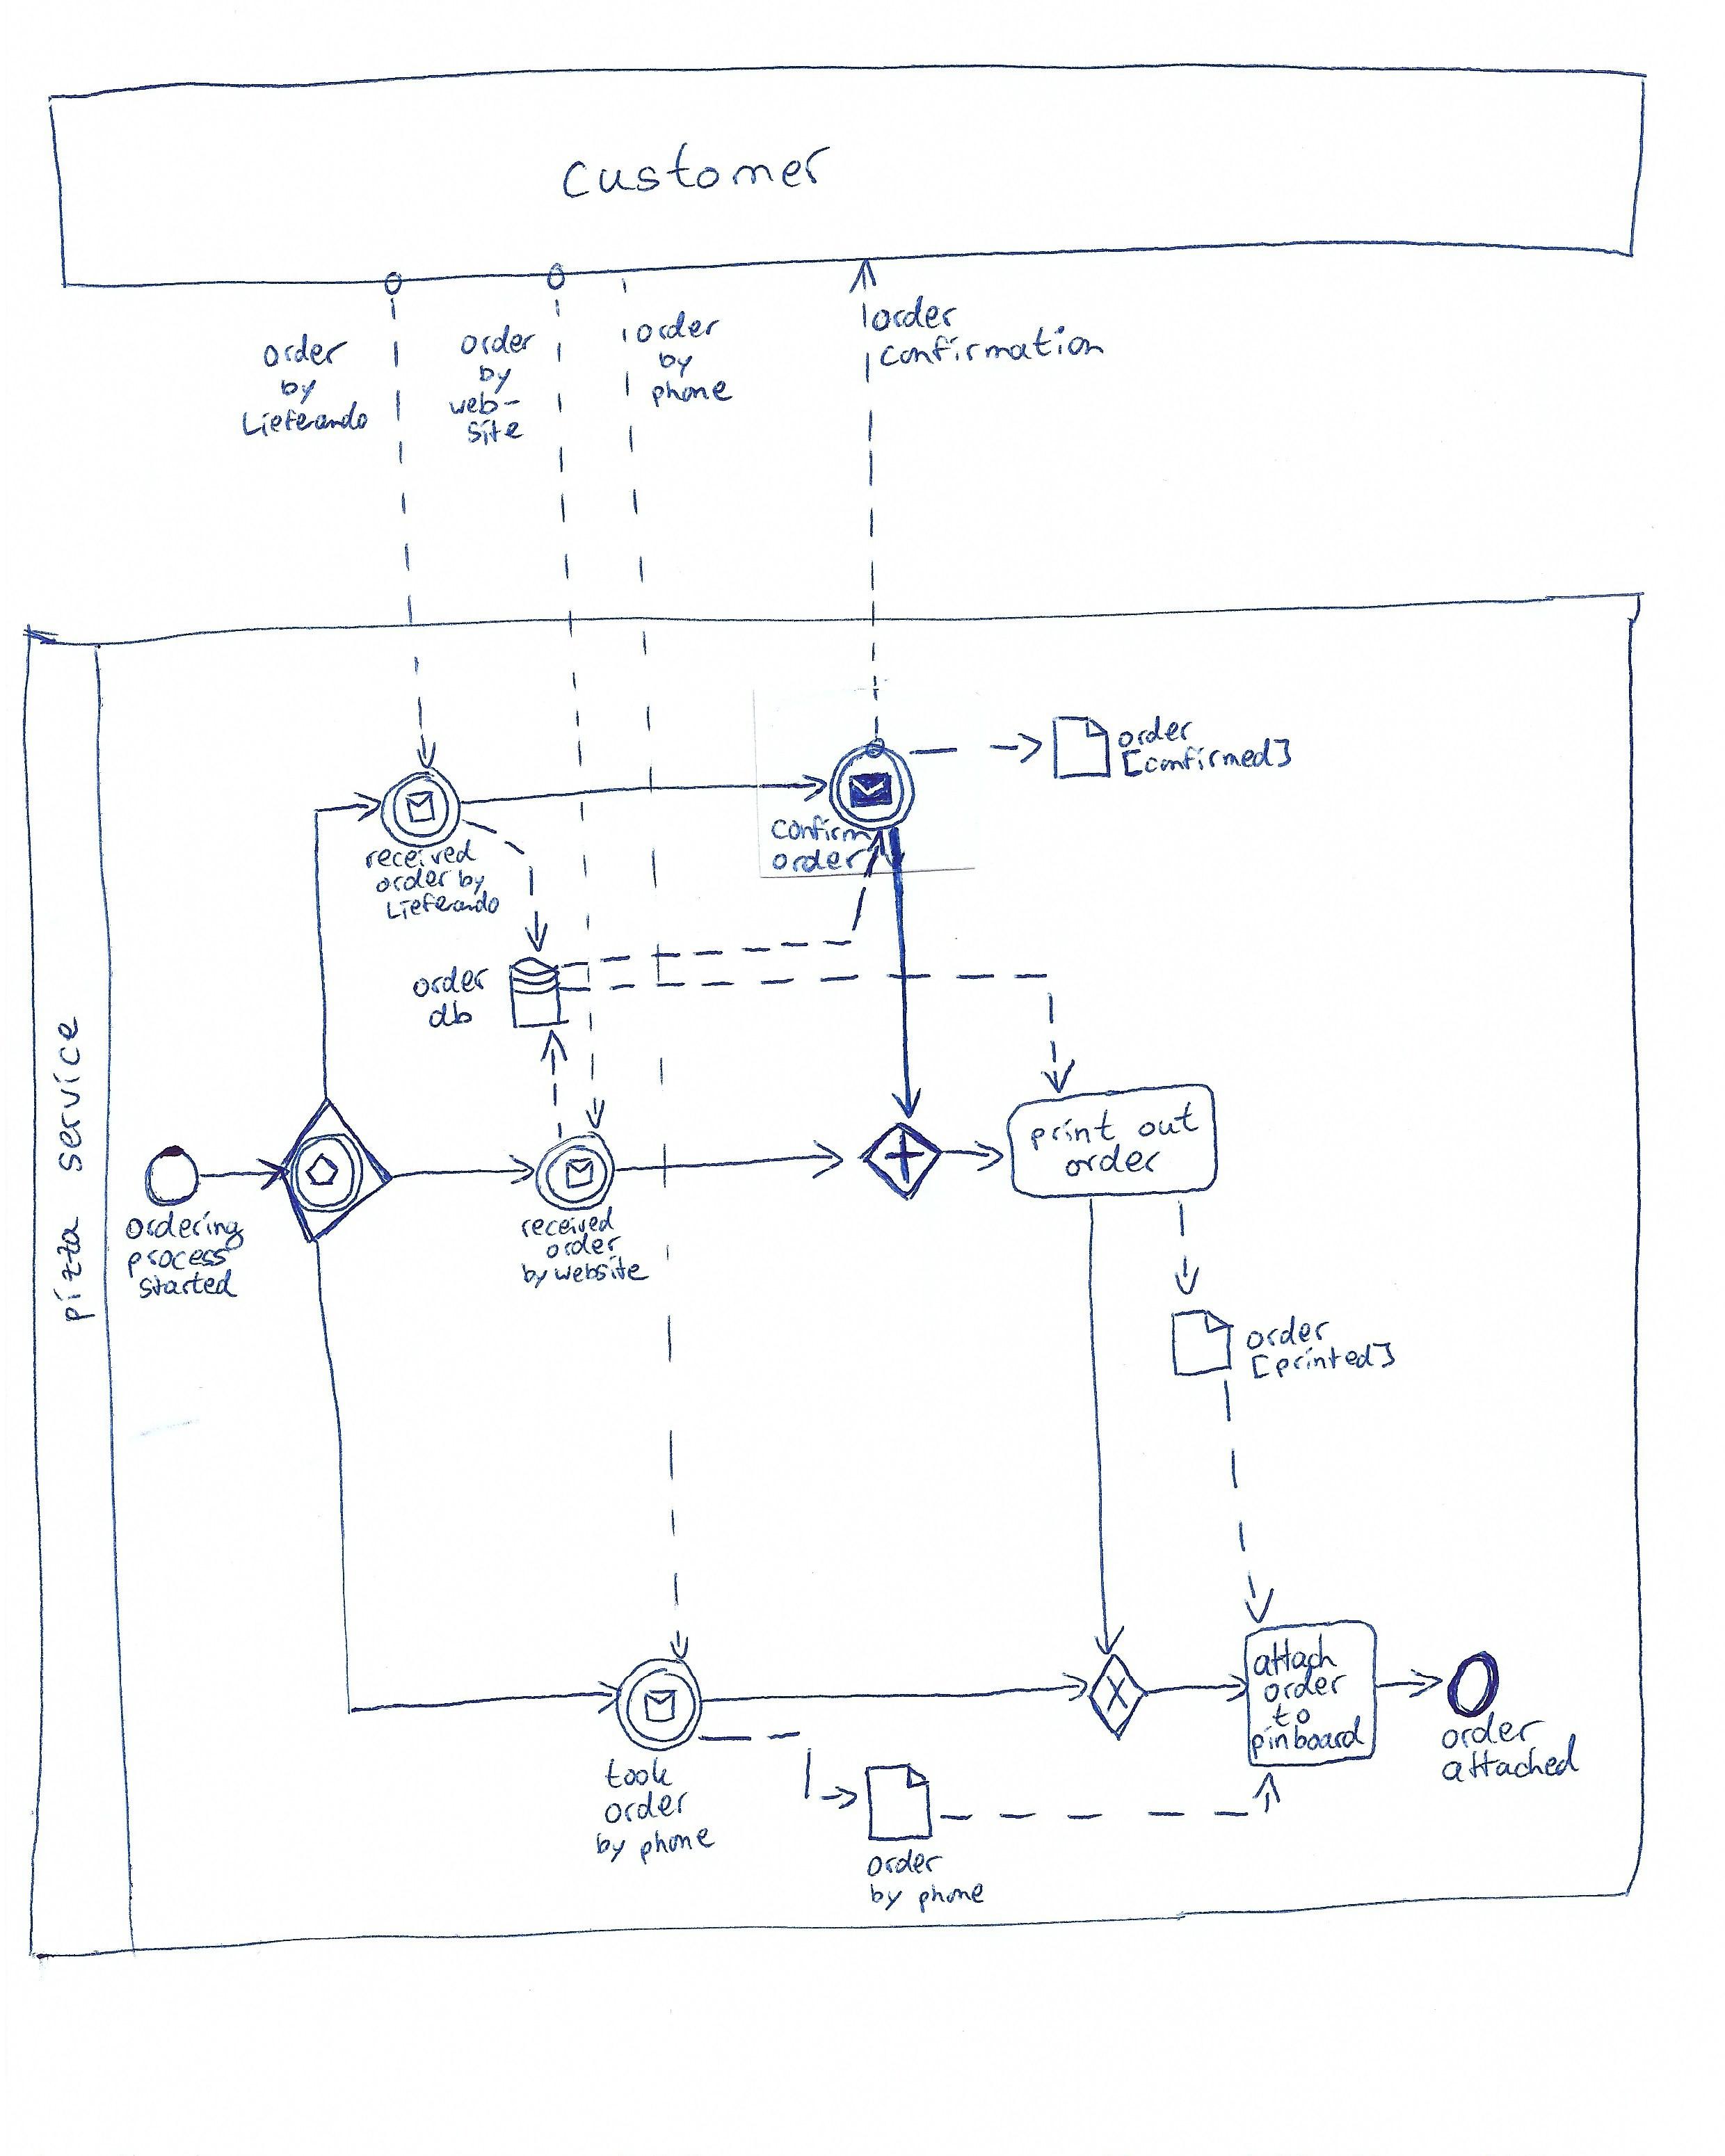 customer
order
by
Lieferando
order
by
web-
site
order
by
phone
order
confirmation
pizza service
received
order by
Lieferando
confirm
order
order
[confirmed]
order
db
ordering
process
started
received
order
by website
print out
order
order
[printed]
took
order
by phone
order
by phone
attach
order
to
pinboard
order
attached